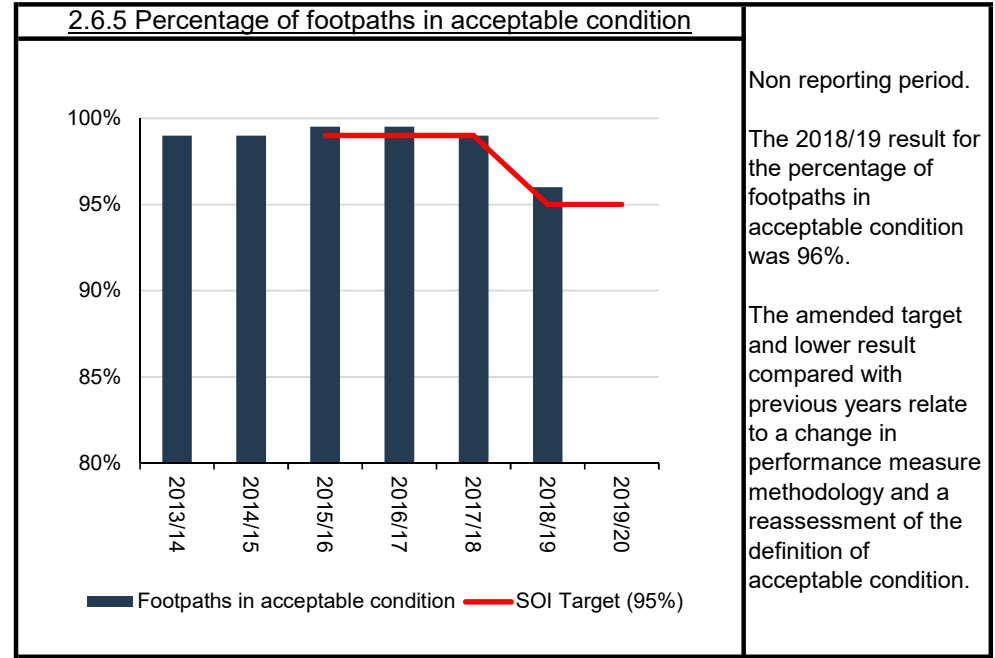 2.6.5 Percentage of footpaths in acceptable condition
100%
95%
90%
85%
80%
2013/14
2014/15
2015/16
2016/17
2017/18
2018/19
2019/20
Footpaths in acceptable condition
SOI Target (95%)
Non reporting period.
The 2018/19 result for
the percentage of
footpaths in
acceptable condition
was 96%.
The amended target
and lower result
compared with
previous years relate
to a change in
performance measure
methodology and a
reassessment of the
definition of
acceptable condition.